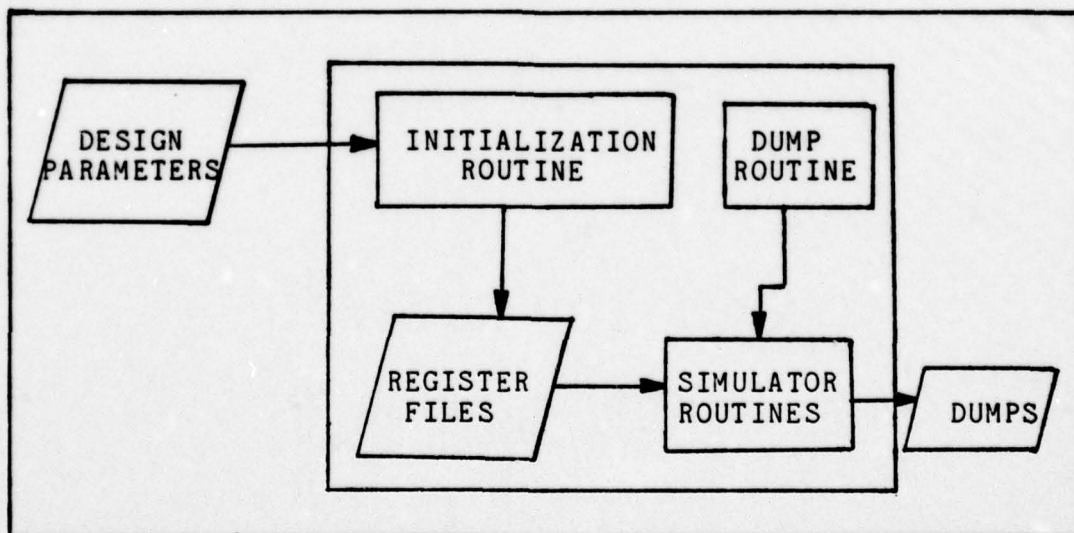 DESIGN
PARAMETERS
INITIALIZATION
ROUTINE
DUMP
ROUTINE
REGISTER
FILES
SIMULATOR
ROUTINES
DUMPS